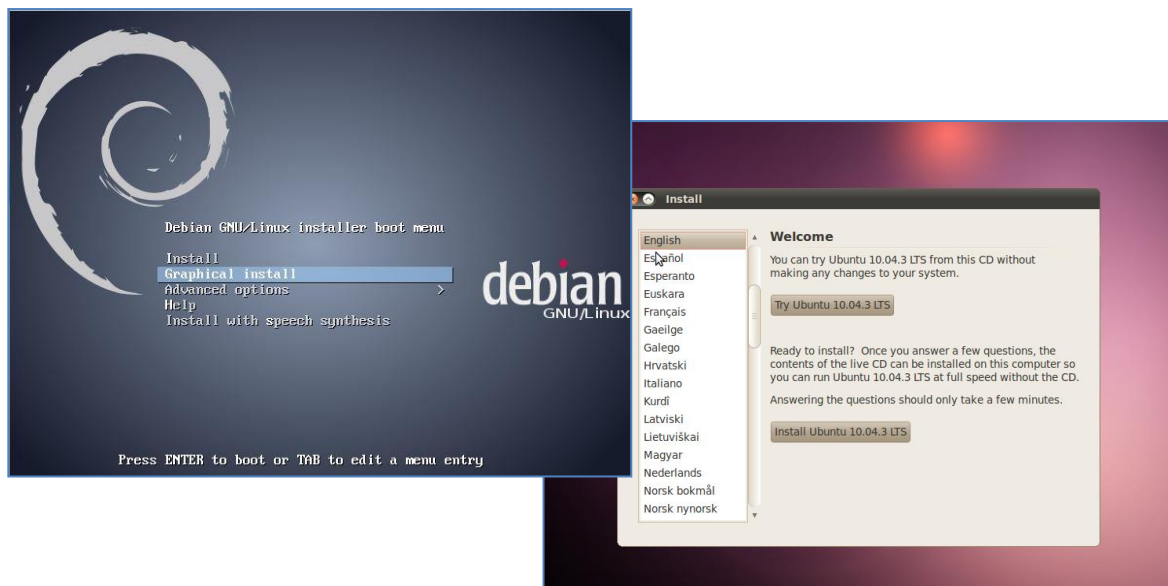 Debian GNU/Linux installer boot menu
Install
Graphical install
Advanced options >
Help
Install with speech synthesis
debian
GNU/Linux
Press ENTER to boot or TAB to edit a menu entry
Install
English
Español
Esperanto
Euskara
Français
Gaeilge
Galego
Hrvatski
Italiano
Kurdî
Latviski
Lietuviškai
Magyar
Nederlands
Norsk bokmål
Norsk nynorsk
Welcome
You can try Ubuntu 10.04.3 LTS from this CD without
making any changes to your system.
Try Ubuntu 10.04.3 LTS
Ready to install? Once you answer a few questions, the
contents of the live CD can be installed on this computer so
you can run Ubuntu 10.04.3 LTS at full speed without the CD.
Answering the questions should only take a few minutes.
Install Ubuntu 10.04.3 LTS